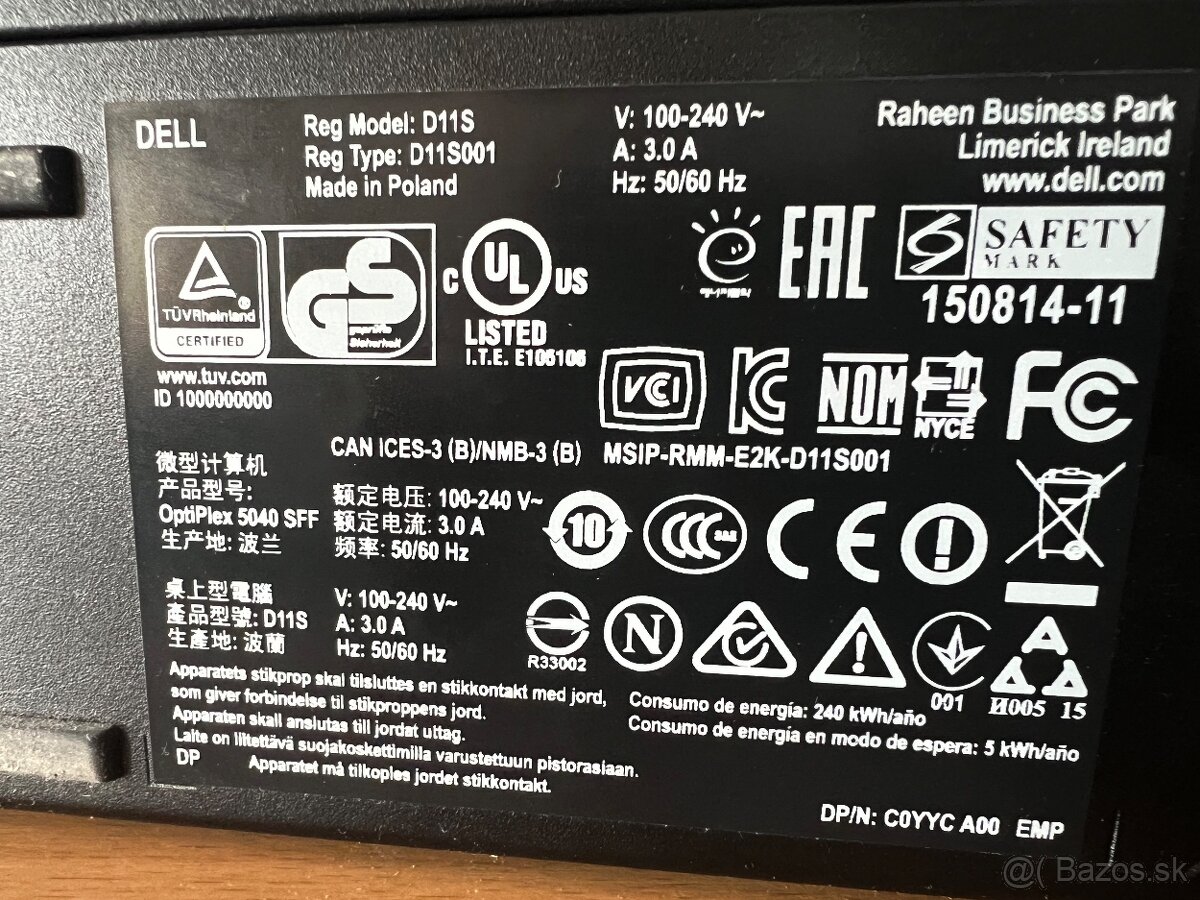 DELL
Reg Model: D11S
Reg Type: D11S001
Made in Poland
V: 100-240 V~
A: 3.0 A
Hz: 50/60 Hz
Raheen Business Park
Limerick Ireland
www.dell.com
TÜVRheinland
CERTIFIED
GS
geprüfte
Sicherheit
www.tuv.com
ID 1000000000
C UL US
LISTED
I.T.E. E105106
EAC
SAFETY
MARK
150814-11
VCI
KC
NOM
NYCE
FC
CAN ICES-3 (B)/NMB-3 (B)
MSIP-RMM-E2K-D11S001
微型计算机
产品型号:
OptiPlex 5040 SFF
生产地: 波兰
额定电压: 100-240 V~
额定电流: 3.0 A
频率: 50/60 Hz
10
CCC S&E
CE
!
桌上型電腦
產品型號: D11S
生產地: 波蘭
V: 100-240 V~
A: 3.0 A
Hz: 50/60 Hz
R33002
N
!
001
И005 15
Apparatets stikprop skal tilsluttes en stikkontakt med jord,
som giver forbindelse til stikproppens jord.
Apparaten skall anslutas till jordat uttag.
Laite on liitettävä suojakoskettimilla varustettuun pistorasiaan.
DP Apparatet må tilkoples jordet stikkontakt.
Consumo de energía: 240 kWh/año
Consumo de energía en modo de espera: 5 kWh/año
DP/N: C0YYC A00 EMP
@( Bazos.sk